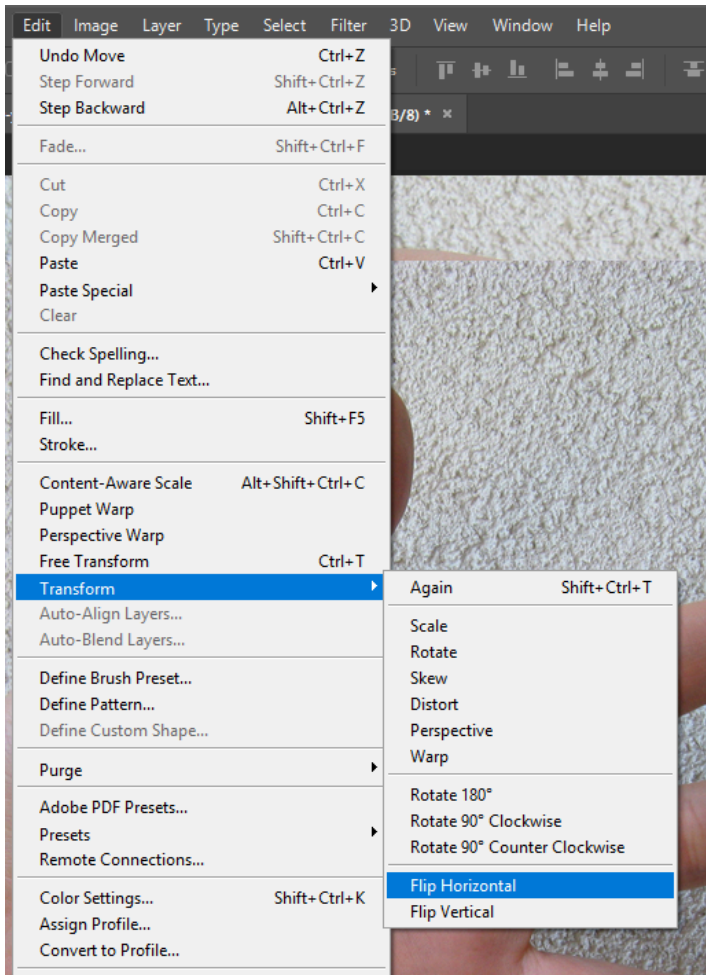 Edit Image Layer Type Select Filter 3D View Window Help
Undo Move Ctrl+Z
Step Forward Shift+Ctrl+Z
Step Backward Alt+Ctrl+Z
3/8) * ×
Fade... Shift+Ctrl+F
Cut Ctrl+X
Copy Ctrl+C
Copy Merged Shift+Ctrl+C
Paste Ctrl+V
Paste Special
Clear
Check Spelling...
Find and Replace Text...
Fill... Shift+F5
Stroke...
Content-Aware Scale Alt+Shift+Ctrl+C
Puppet Warp
Perspective Warp
Free Transform Ctrl+T
Transform
Auto-Align Layers...
Auto-Blend Layers...
Define Brush Preset...
Define Pattern...
Define Custom Shape...
Purge
Adobe PDF Presets...
Presets
Remote Connections...
Color Settings... Shift+Ctrl+K
Assign Profile...
Convert to Profile...
Again Shift+Ctrl+T
Scale
Rotate
Skew
Distort
Perspective
Warp
Rotate 180°
Rotate 90° Clockwise
Rotate 90° Counter Clockwise
Flip Horizontal
Flip Vertical